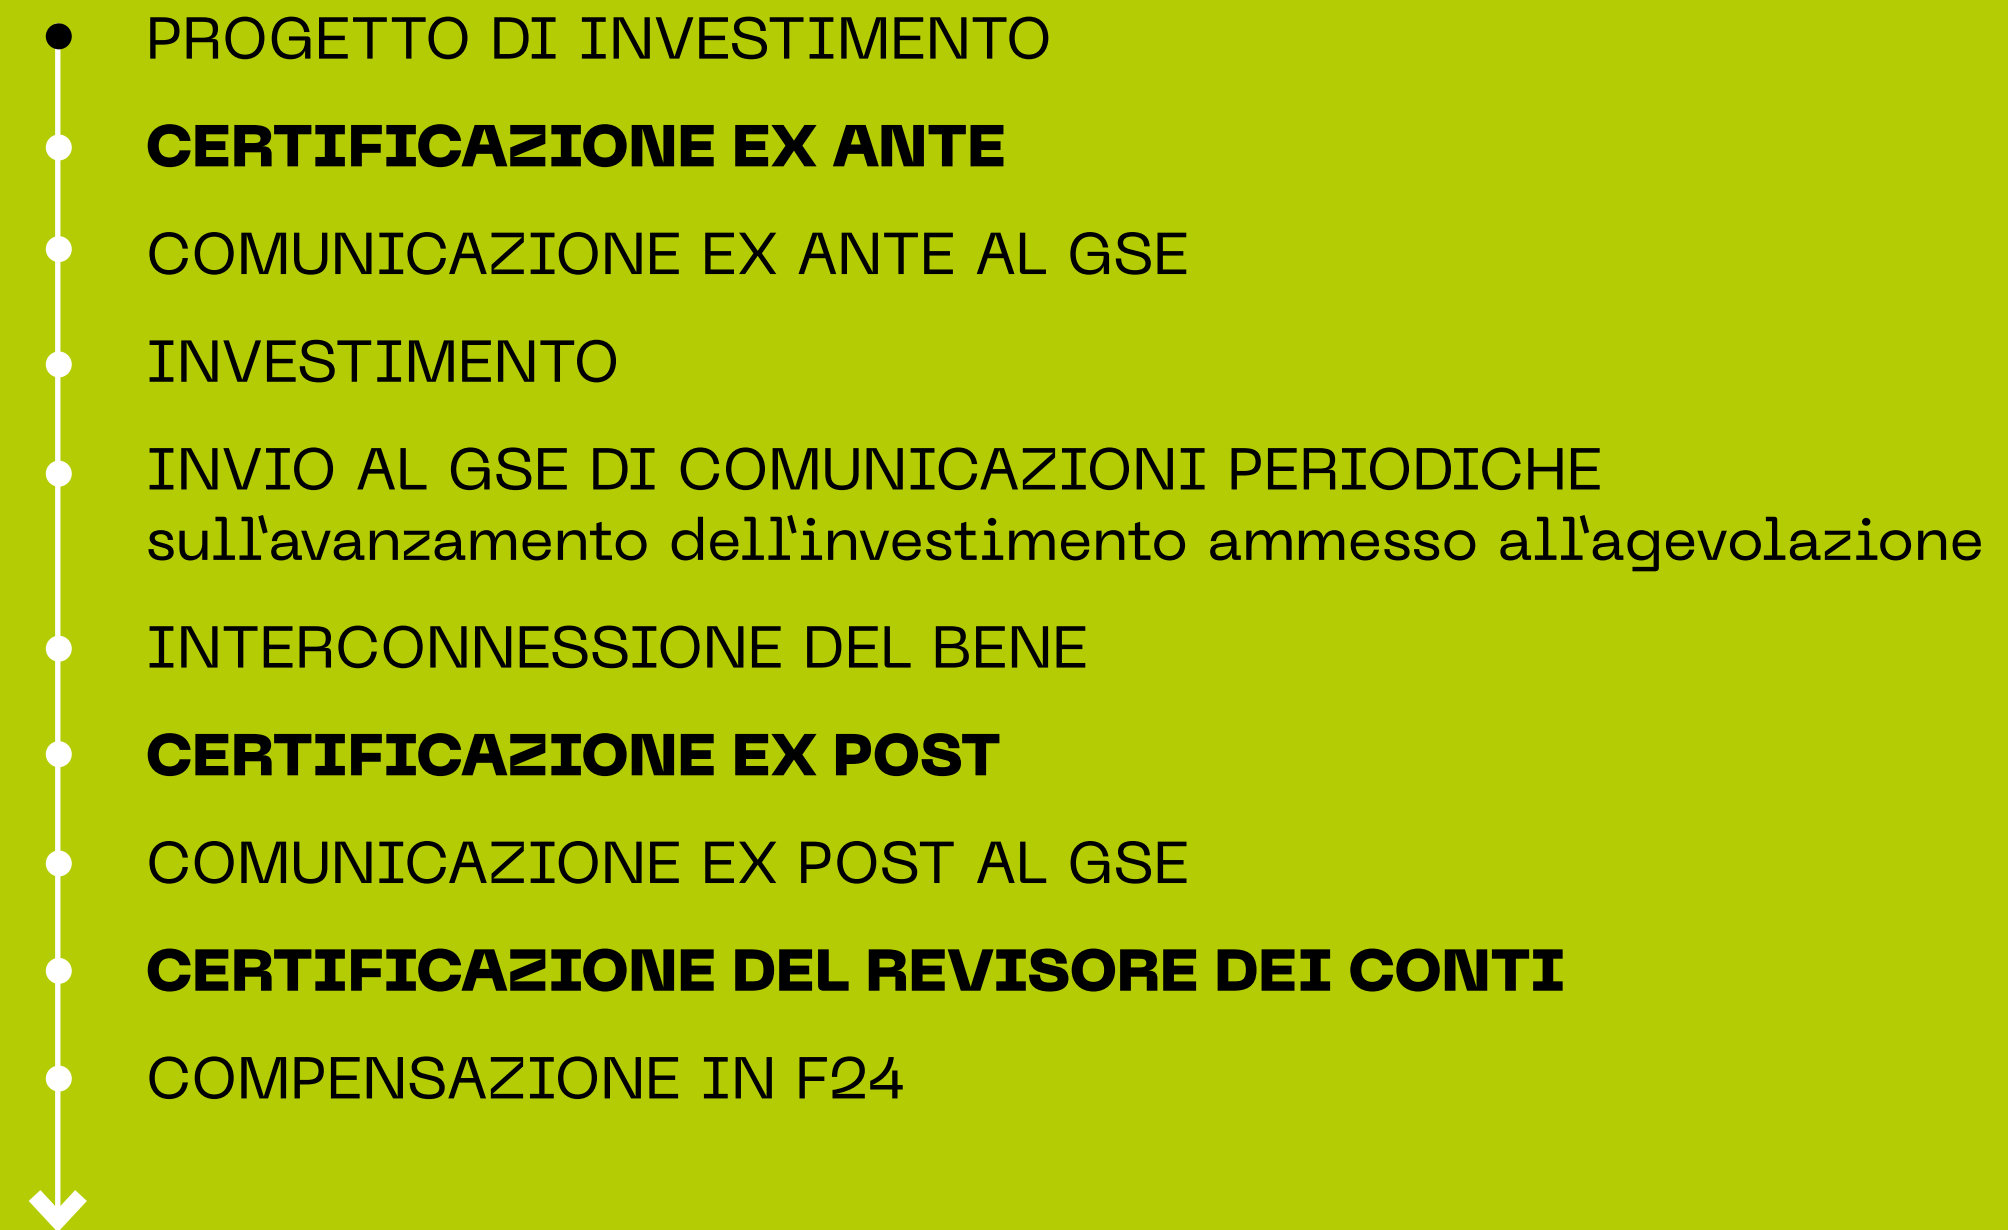 PROGETTO DI INVESTIMENTO
CERTIFICAZIONE EX ANTE
COMUNICAZIONE EX ANTE AL GSE
INVESTIMENTO
INVIO AL GSE DI COMUNICAZIONI PERIODICHE
sull'avanzamento dell'investimento ammesso all'agevolazione
INTERCONNESSIONE DEL BENE
CERTIFICAZIONE EX POST
COMUNICAZIONE EX POST AL GSE
CERTIFICAZIONE DEL REVISORE DEI CONTI
COMPENSAZIONE IN F24